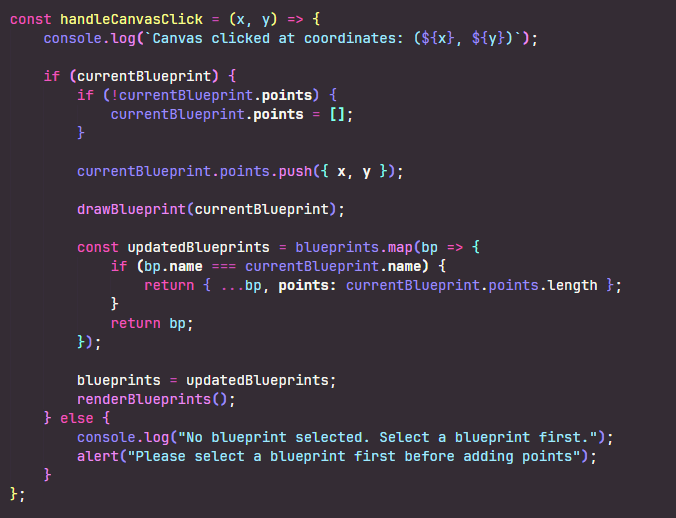 const handleCanvasClick = (x, y) => {
    console.log(`Canvas clicked at coordinates: (${x}, ${y})`);

    if (currentBlueprint) {
        if (!currentBlueprint.points) {
            currentBlueprint.points = [];
        }

        currentBlueprint.points.push({ x, y });

        drawBlueprint(currentBlueprint);

        const updatedBlueprints = blueprints.map(bp => {
            if (bp.name === currentBlueprint.name) {
                return { ...bp, points: currentBlueprint.points.length };
            }
            return bp;
        });

        blueprints = updatedBlueprints;
        renderBlueprints();
    } else {
        console.log("No blueprint selected. Select a blueprint first.");
        alert("Please select a blueprint first before adding points");
    }
};